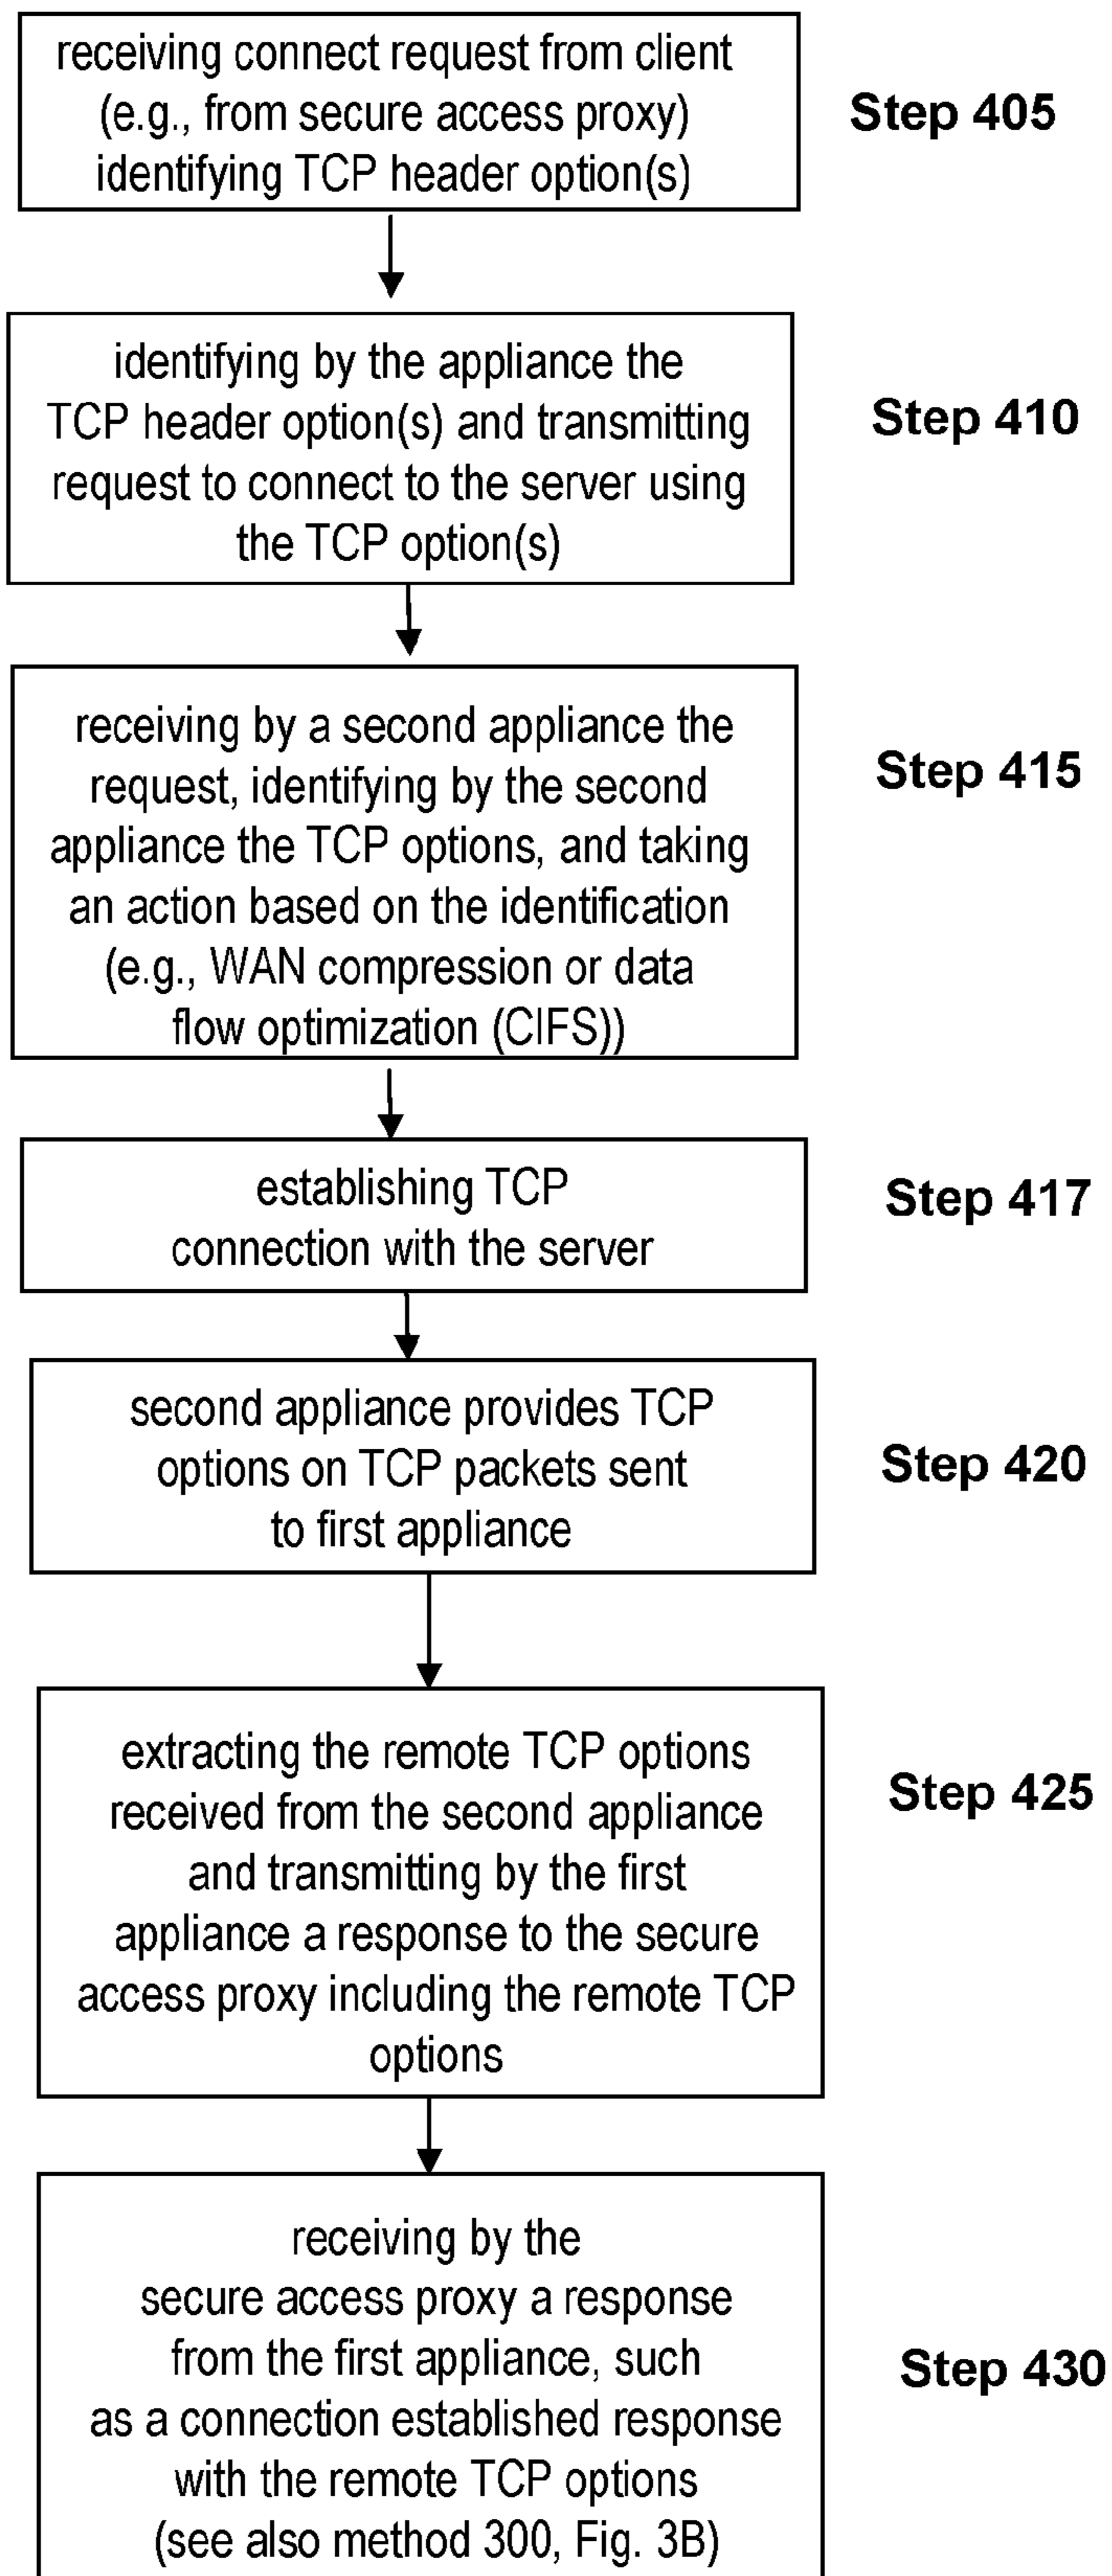 receiving connect request from client
(e.g., from secure access proxy)
identifying TCP header option(s)
Step 405
identifying by the appliance the
TCP header option(s) and transmitting
request to connect to the server using
the TCP option(s)
Step 410
receiving by a second appliance the
request, identifying by the second
appliance the TCP options, and taking
an action based on the identification
(e.g., WAN compression or data
flow optimization (CIFS))
Step 415
establishing TCP
connection with the server
Step 417
second appliance provides TCP
options on TCP packets sent
to first appliance
Step 420
extracting the remote TCP options
received from the second appliance
and transmitting by the first
appliance a response to the secure
access proxy including the remote TCP
options
Step 425
receiving by the
secure access proxy a response
from the first appliance, such
as a connection established response
with the remote TCP options
(see also method 300, Fig. 3B)
Step 430